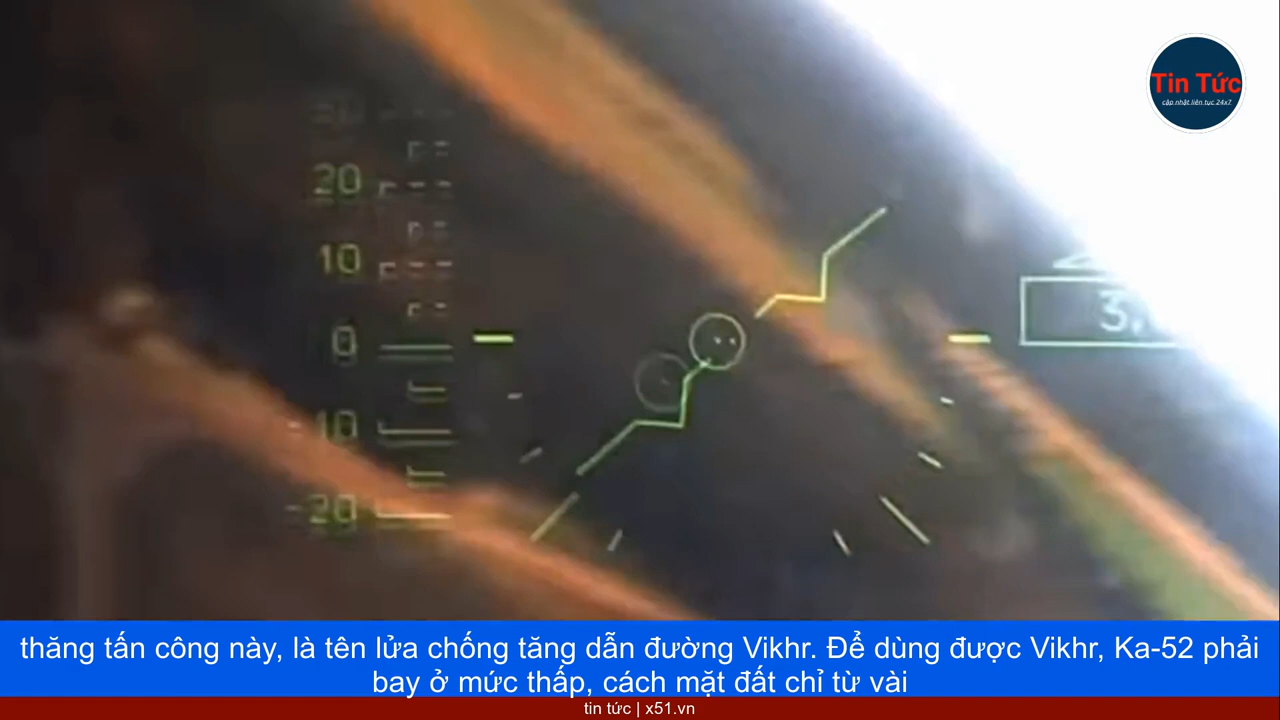 Tin Tức
cập nhật liên tục 24x7
20
10
0
-10
-20
3,
thăng tấn công này, là tên lửa chống tăng dẫn đường Vikhr. Để dùng được Vikhr, Ka-52 phải
bay ở mức thấp, cách mặt đất chỉ từ vài
tin tức | x51.vn